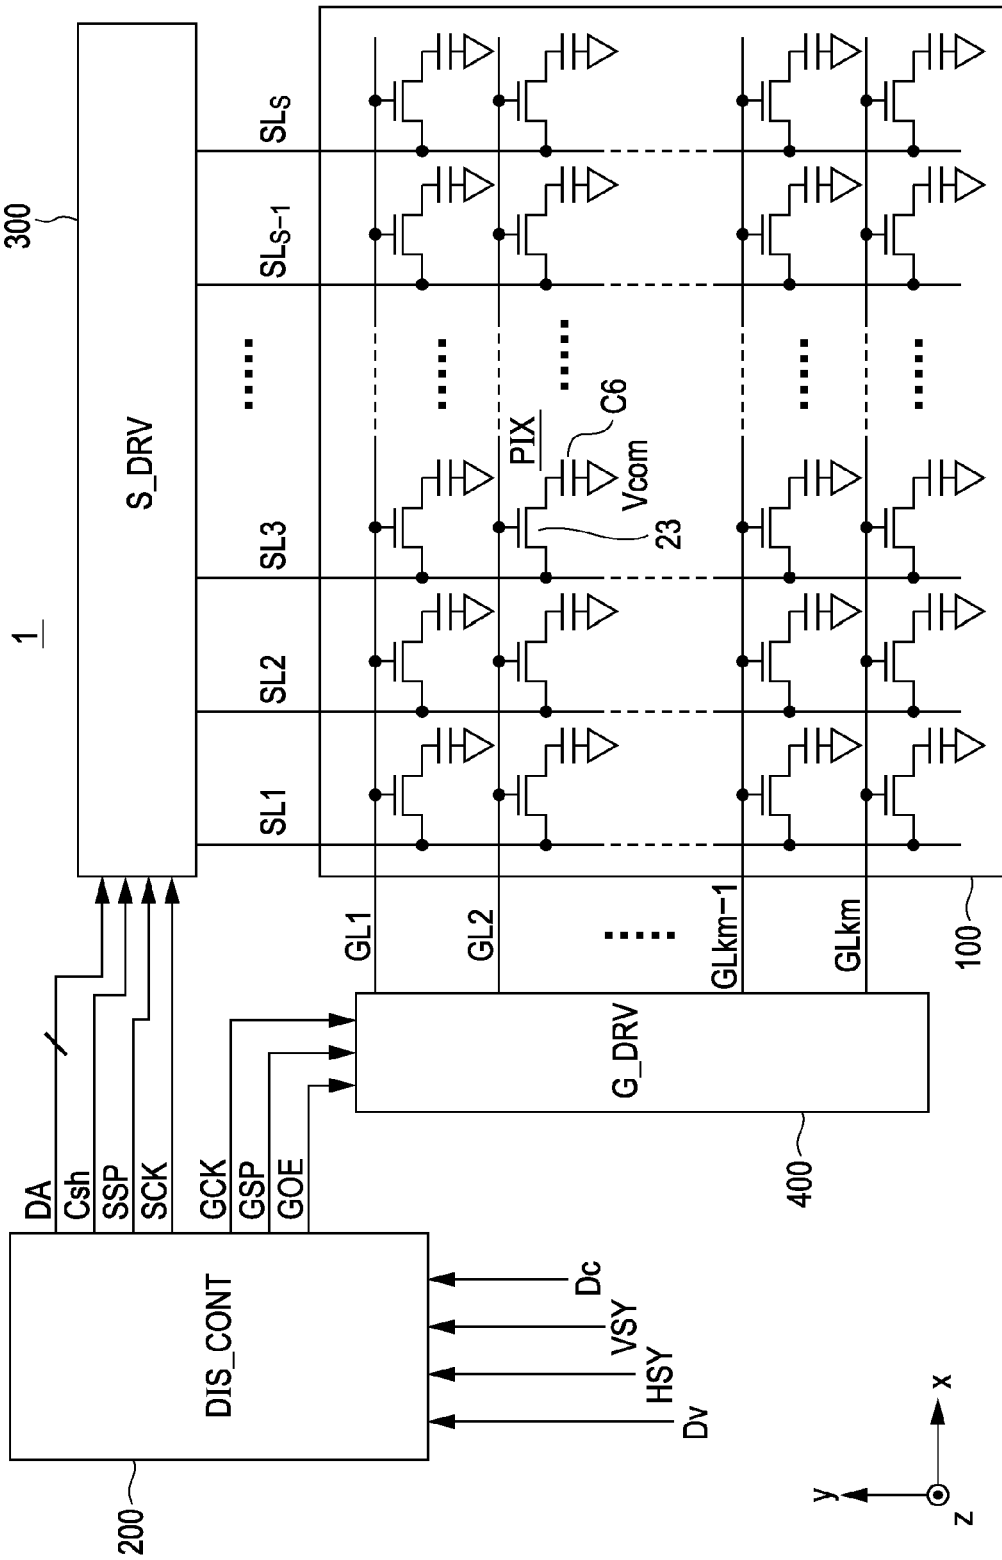 1
300
S_DRV
SL1
SL2
SL3
SLs-1
SLs
DIS_CONT
200
DA
Csh
SSP
SCK
GCK
GSP
GOE
Dv
HSY
VSY
Dc
G_DRV
400
GL1
GL2
GLkm-1
GLkm
PIX
23
Vcom
C6
100
y
x
z